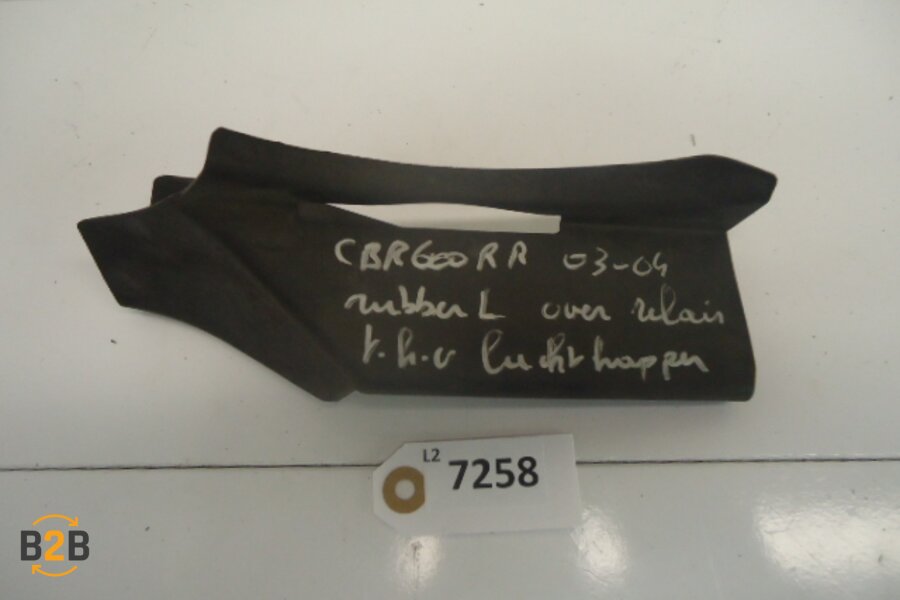 CBR600RR 03-04
rubber L over relais
t.h.v luchthappen
L2 7258
B2B